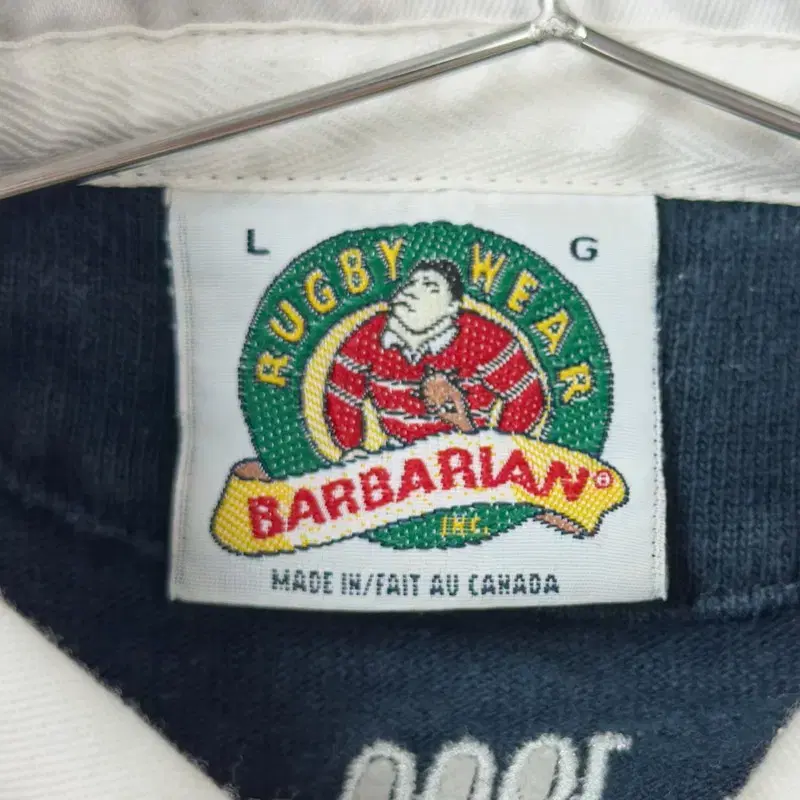 L G
RUGBY WEAR
BARBARIAN®
INC.
MADE IN/FAIT AU CANADA